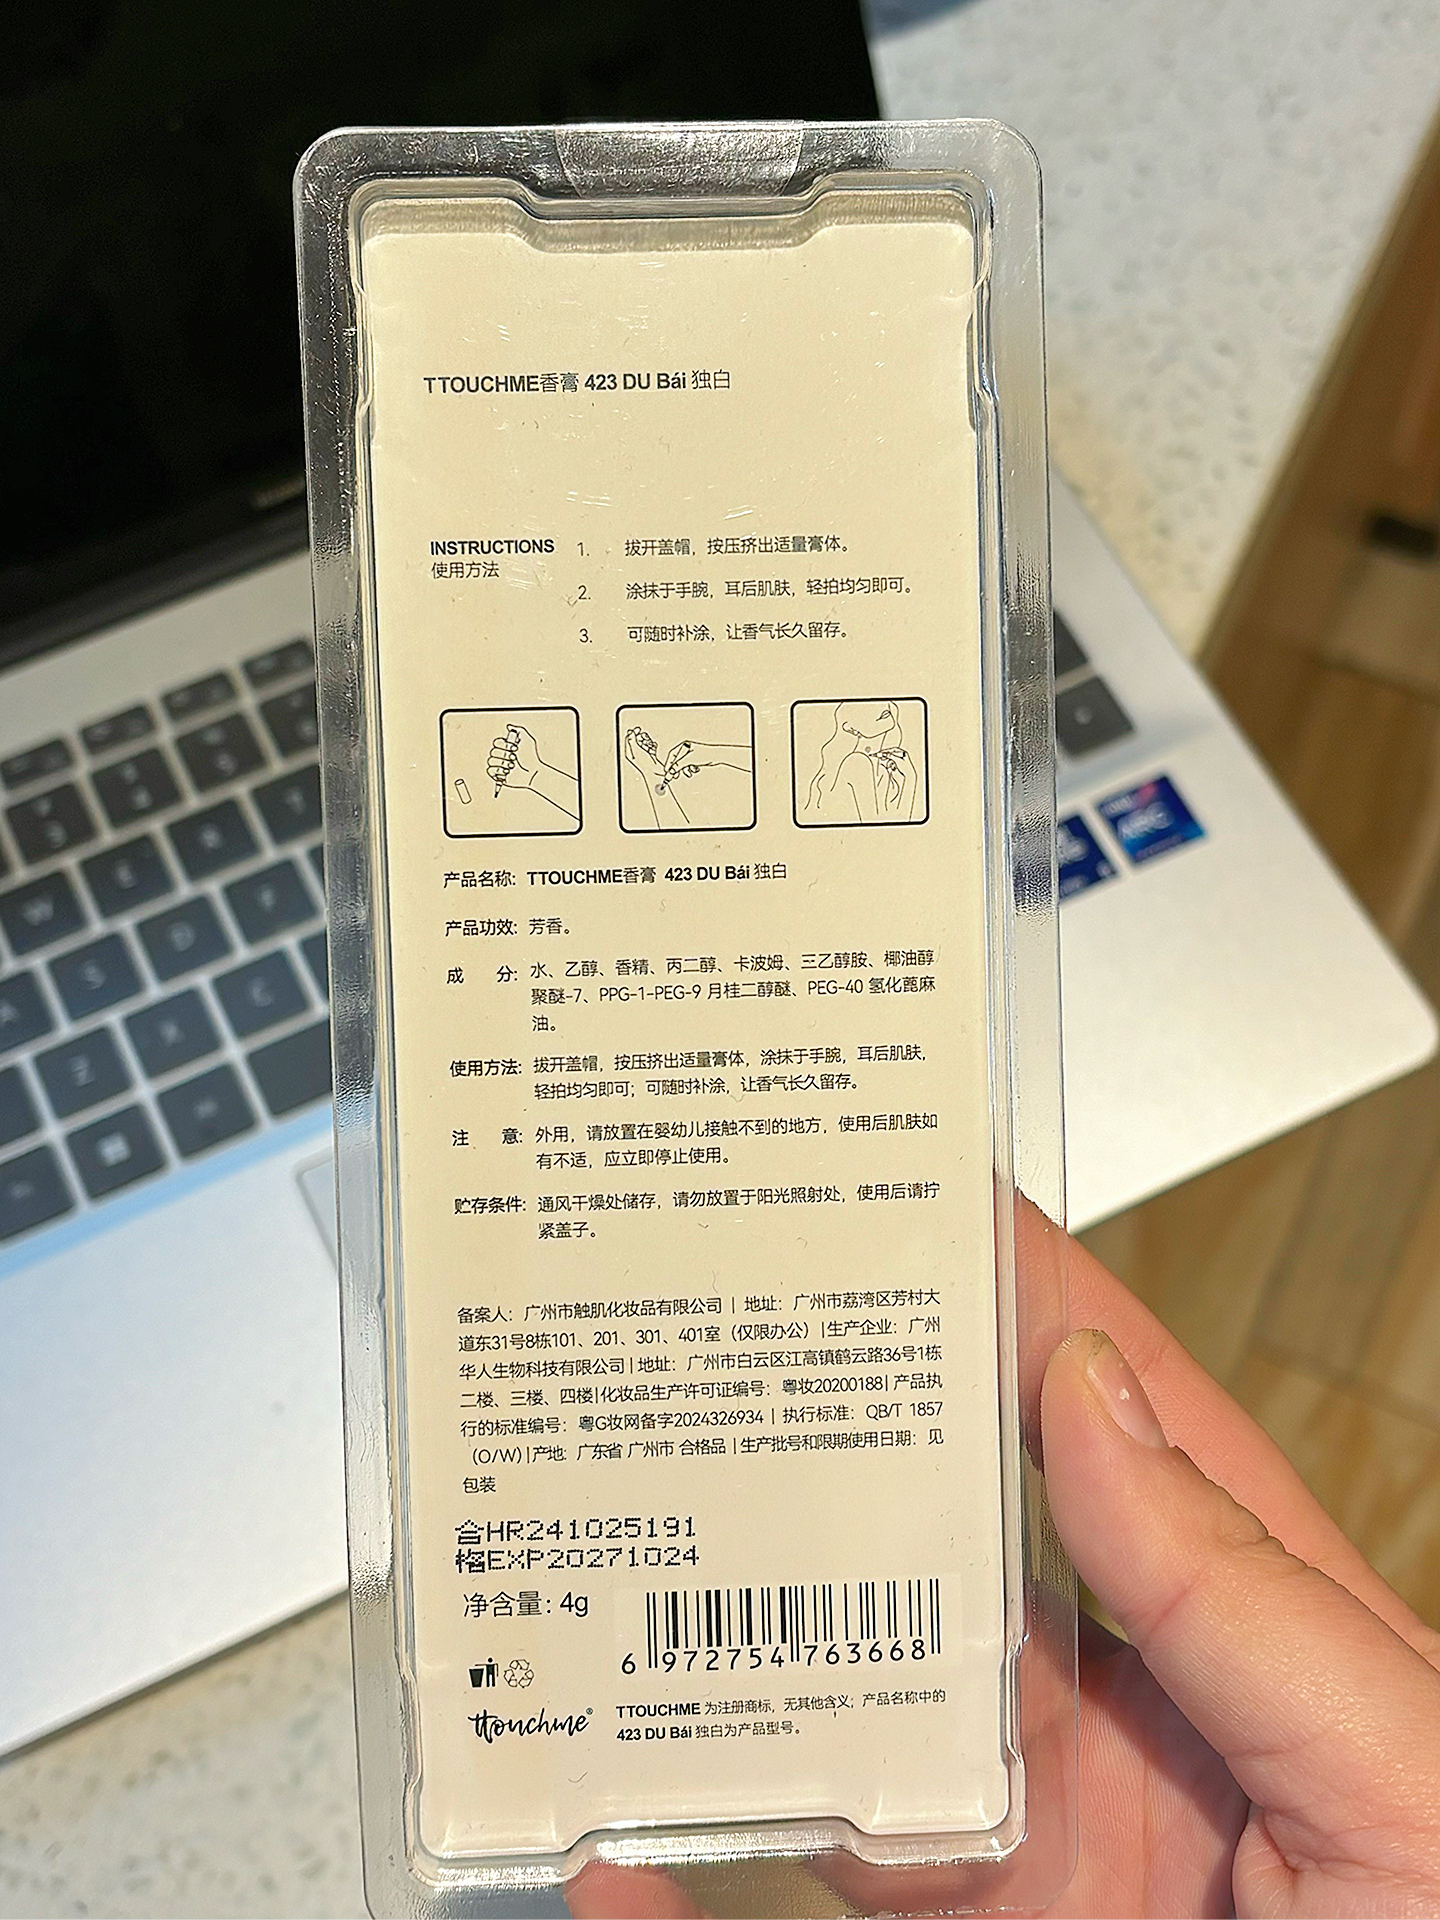 TTOUCHME香膏 423 DU Bái 独白
INSTRUCTIONS
使用方法
1. 拔开盖帽，按压挤出适量膏体。
2. 涂抹于手腕，耳后肌肤，轻拍均匀即可。
3. 可随时补涂，让香气长久留存。
产品名称: TTOUCHME香膏 423 DU Bái 独白
产品功效: 芳香。
成 分: 水、乙醇、香精、丙二醇、卡波姆、三乙醇胺、椰油醇
聚醚-7、PPG-1-PEG-9 月桂二醇醚、PEG-40 氢化蓖麻
油。
使用方法: 拔开盖帽，按压挤出适量膏体，涂抹于手腕，耳后肌肤，
轻拍均匀即可；可随时补涂，让香气长久留存。
注 意: 外用，请放置在婴幼儿接触不到的地方，使用后肌肤如
有不适，应立即停止使用。
贮存条件: 通风干燥处储存，请勿放置于阳光照射处，使用后请拧
紧盖子。
备案人：广州市触肌化妆品有限公司 | 地址：广州市荔湾区芳村大
道东31号8栋101、201、301、401室（仅限办公）|生产企业：广州
华人生物科技有限公司 | 地址：广州市白云区江高镇鹤云路36号1栋
二楼、三楼、四楼|化妆品生产许可证编号：粤妆20200188| 产品执
行的标准编号：粤G妆网备字2024326934 | 执行标准：QB/T 1857
（O/W）|产地: 广东省 广州市 合格品 | 生产批号和限期使用日期：见
包装
合HR241025191
格EXP20271024
净含量: 4g
6 972754 763668
ttouchme®
TTOUCHME 为注册商标，无其他含义；产品名称中的
423 DU Bái 独白为产品型号。